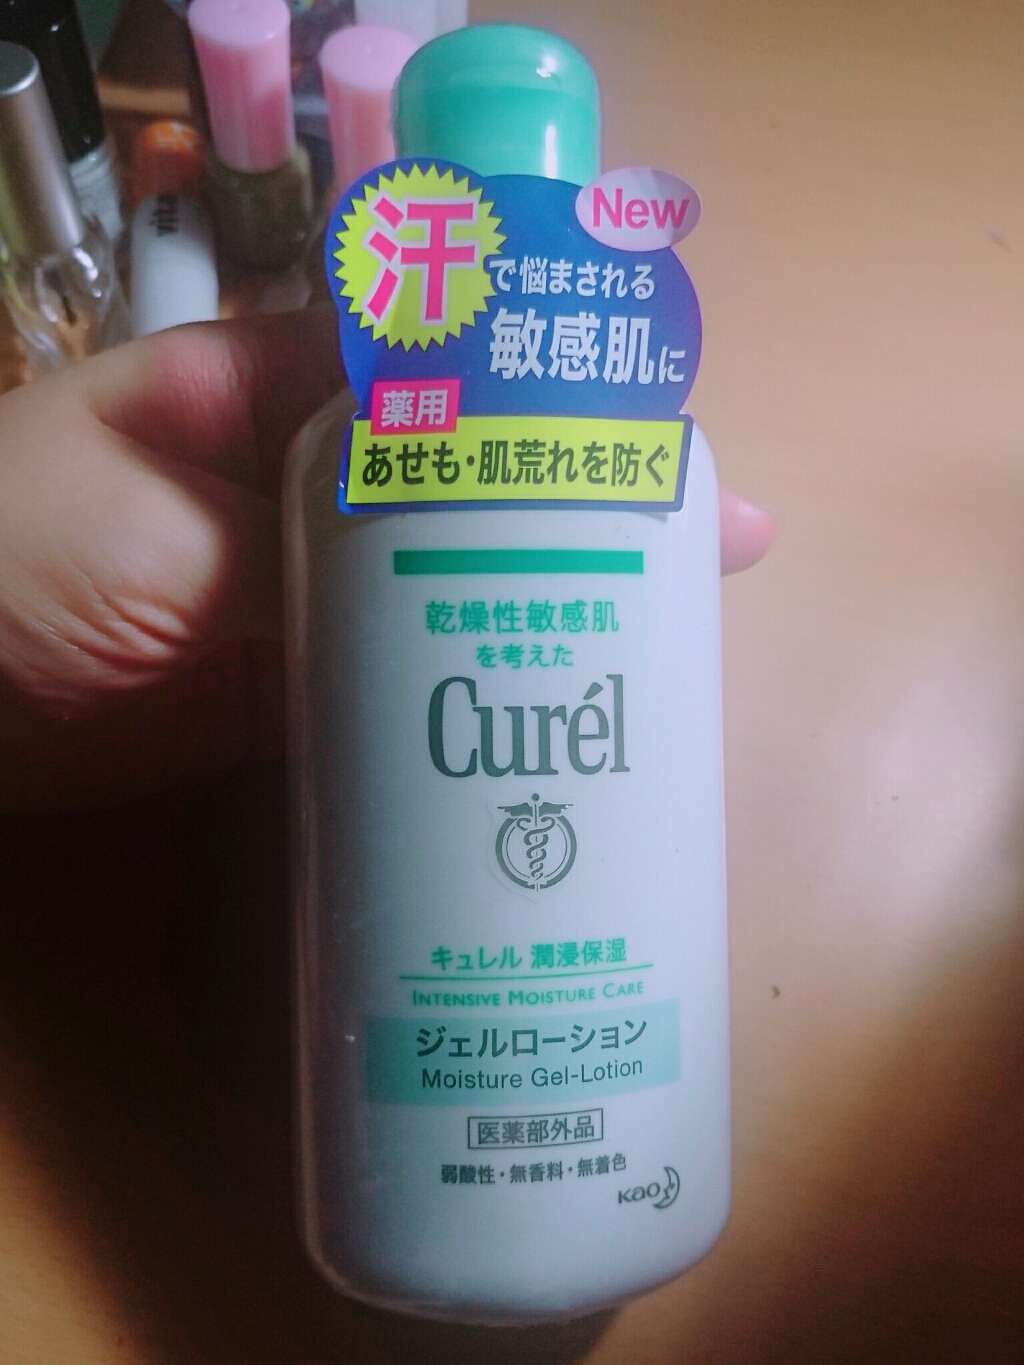 New
汗で悩まされる
敏感肌に
薬用
あせも・肌荒れを防ぐ
乾燥性敏感肌
を考えた
Curél
キュレル 潤浸保湿
INTENSIVE MOISTURE CARE
ジェルローション
Moisture Gel-Lotion
医薬部外品
弱酸性・無香料・無着色
Kao
vita